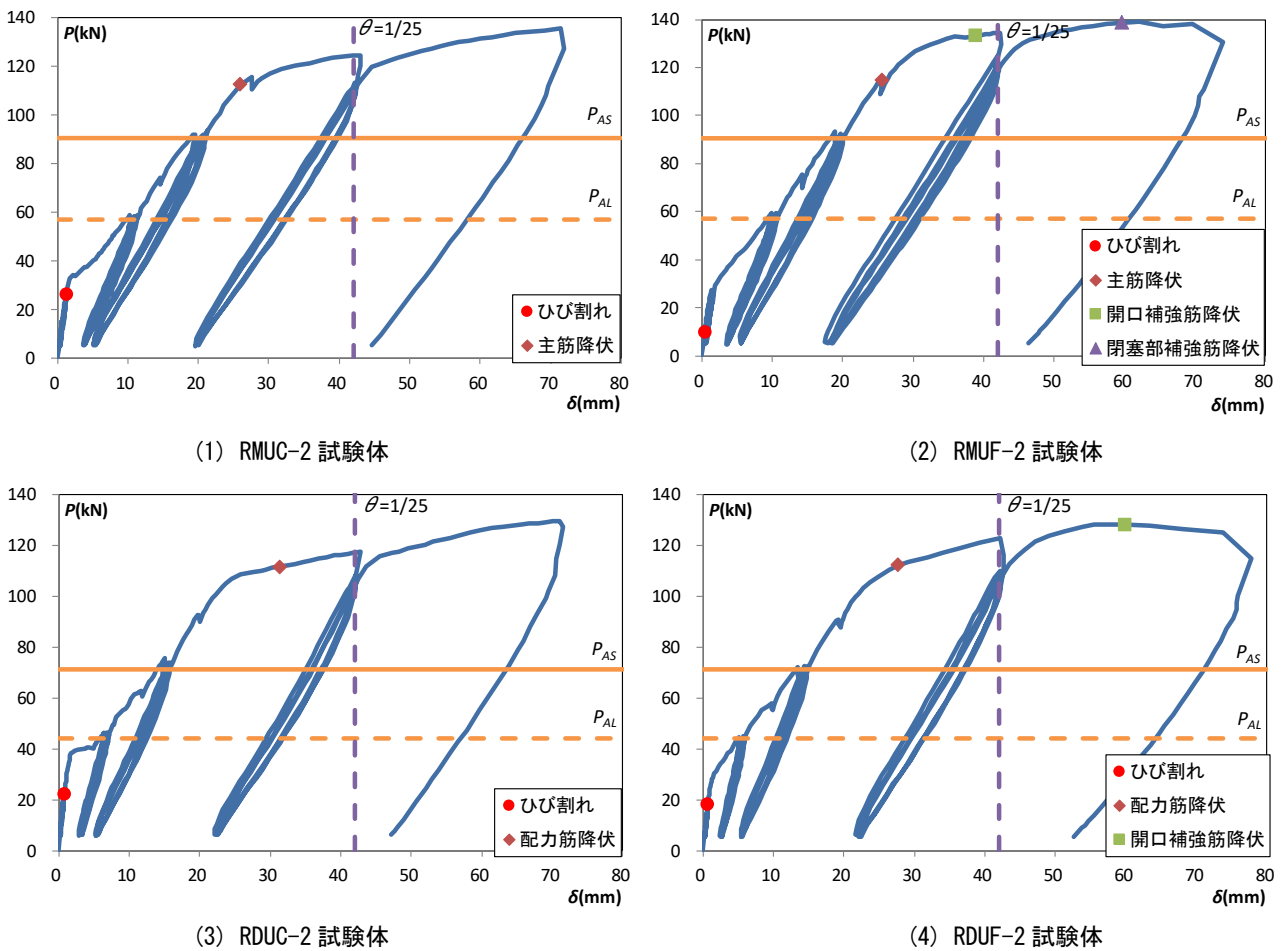 140
P(kN)
θ=1/25
120
100
P_AS
80
60
P_AL
40
20
0
ひび割れ
主筋降伏
0 10 20 30 40 50 60 70 80
δ(mm)
(1) RMUC-2 試験体
140
P(kN)
θ=1/25
120
100
P_AS
80
60
P_AL
40
20
0
ひび割れ
主筋降伏
開口補強筋降伏
閉塞部補強筋降伏
0 10 20 30 40 50 60 70 80
δ(mm)
(2) RMUF-2 試験体
140
P(kN)
θ=1/25
120
100
80
P_AS
60
P_AL
40
20
0
ひび割れ
配力筋降伏
0 10 20 30 40 50 60 70 80
δ(mm)
(3) RDUC-2 試験体
140
P(kN)
θ=1/25
120
100
80
P_AS
60
P_AL
40
20
0
ひび割れ
配力筋降伏
開口補強筋降伏
0 10 20 30 40 50 60 70 80
δ(mm)
(4) RDUF-2 試験体